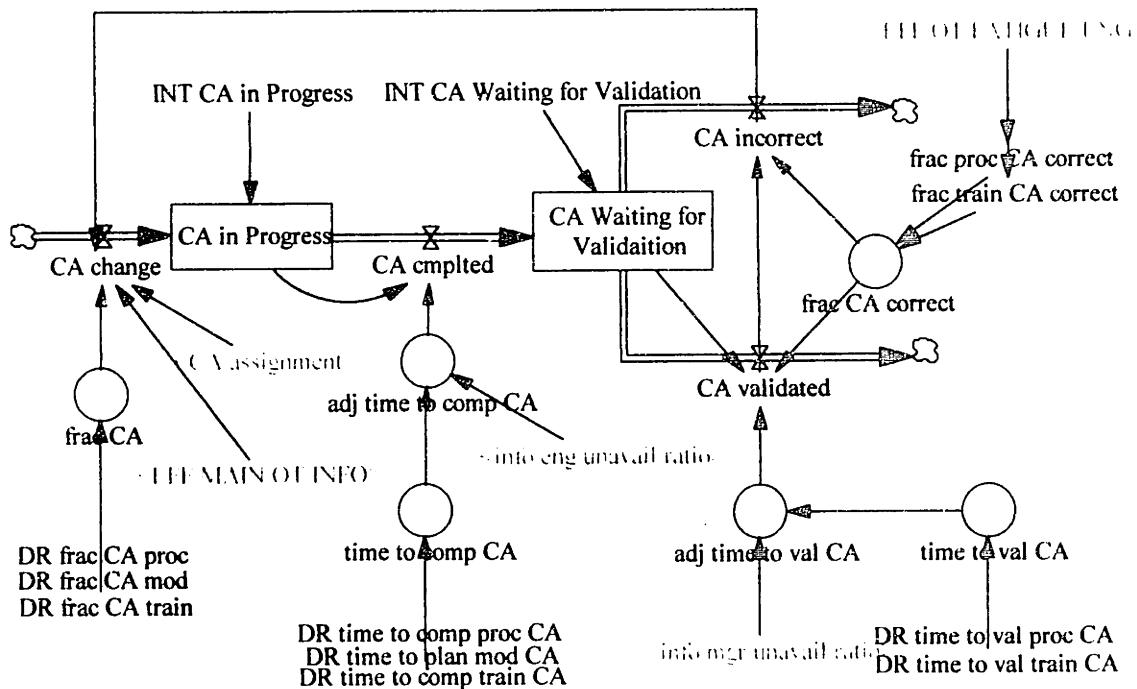 INT CA in Progress
INT CA Waiting for Validation
CA incorrect
frac proc CA correct
frac train CA correct
CA in Progress
CA Waiting for
Validaition
CA change
CA cmplted
frac CA correct
CA assignment
adj time to comp CA
CA validated
frac CA
info eng unavail ratio
MAIN OT INFO
DR frac CA proc
DR frac CA mod
DR frac CA train
time to comp CA
adj time to val CA
time to val CA
DR time to comp proc CA
DR time to plan mod CA
DR time to comp train CA
info mgr unavail ratio
DR time to val proc CA
DR time to val train CA